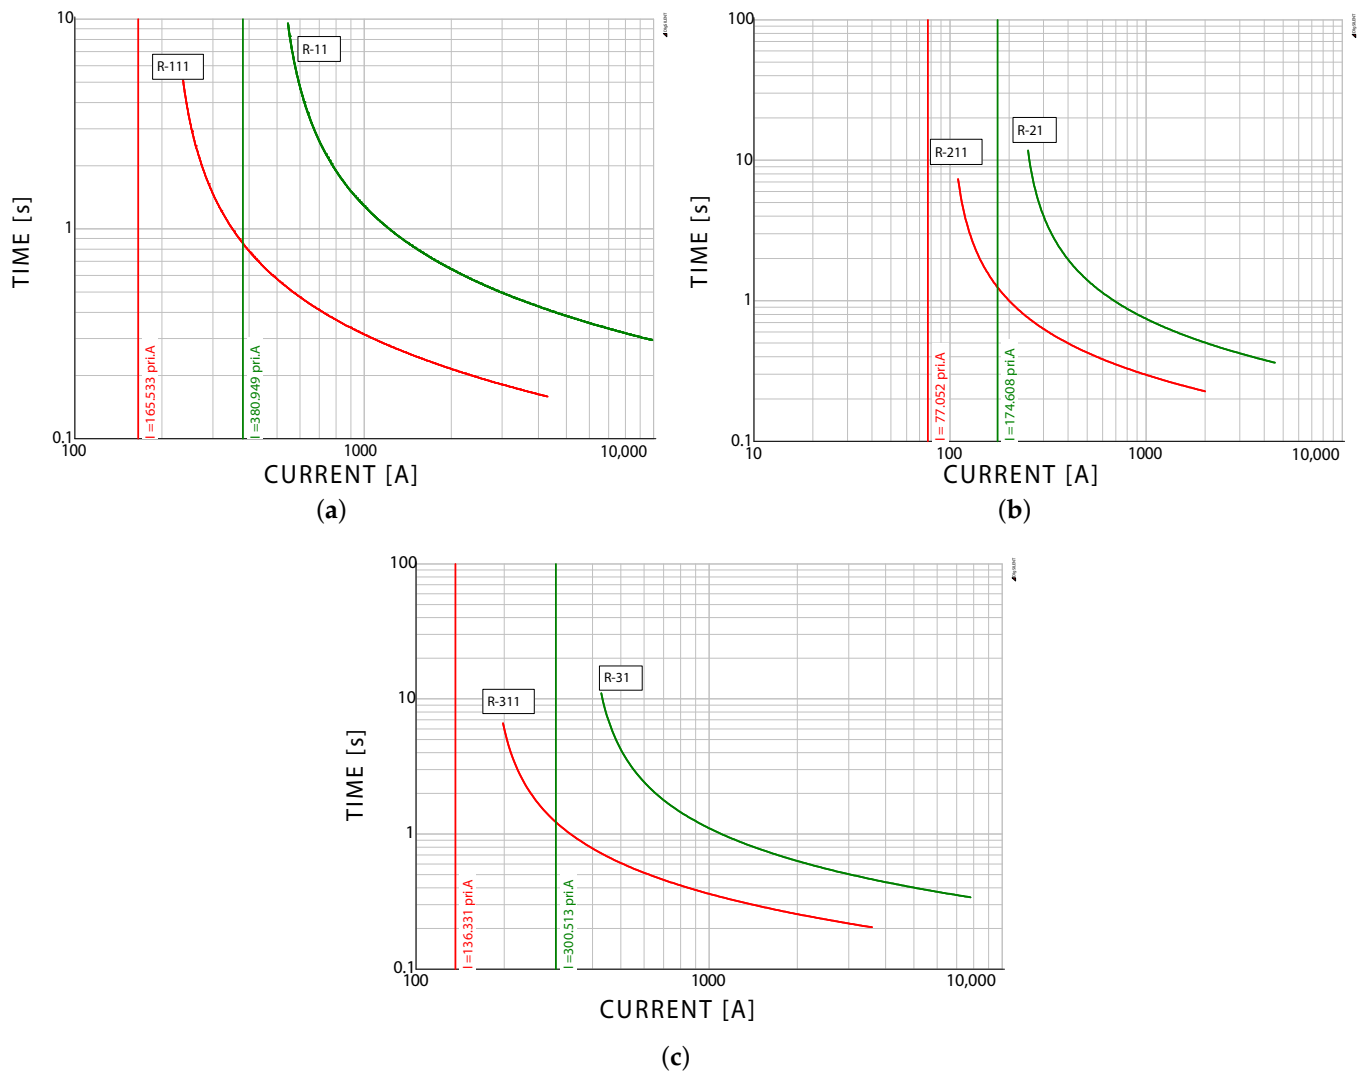 10
R-111
R-11
1
TIME [s]
I=165.533 pri.A
I=380.949 pri.A
0.1
100
1000
10,000
CURRENT [A]
(a)
DIgSILENT
100
R-21
R-211
10
TIME [s]
1
I= 77.052 pri.A
I=174.608 pri.A
0.1
10
100
1000
10,000
CURRENT [A]
(b)
DIgSILENT
100
R-31
R-311
10
TIME [s]
1
I=136.331 pri.A
I=300.513 pri.A
0.1
100
1000
10,000
CURRENT [A]
(c)
DIgSILENT